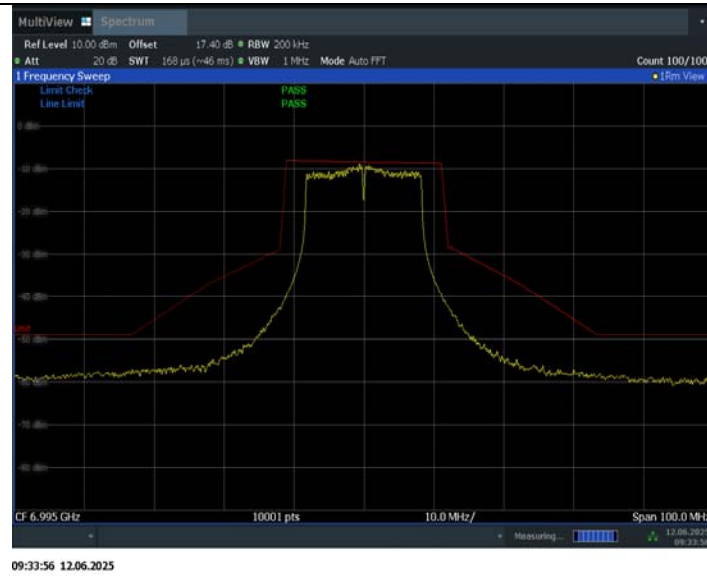 MultiView Spectrum
Ref Level 10.00 dBm Offset 17.40 dB RBW 200 kHz
Att 20 dB SWT 168 µs (~46 ms) VBW 1 MHz Mode Auto FFT Count 100/100
1 Frequency Sweep 1Rm View
Limit Check PASS
Line Limit PASS
0 dBm
-10 dBm
-20 dBm
-30 dBm
-40 dBm
-50 dBm
-60 dBm
-70 dBm
-80 dBm
CF 6.995 GHz 10001 pts 10.0 MHz/ Span 100.0 MHz
Measuring... 12.06.2025
09:33:56
09:33:56 12.06.2025